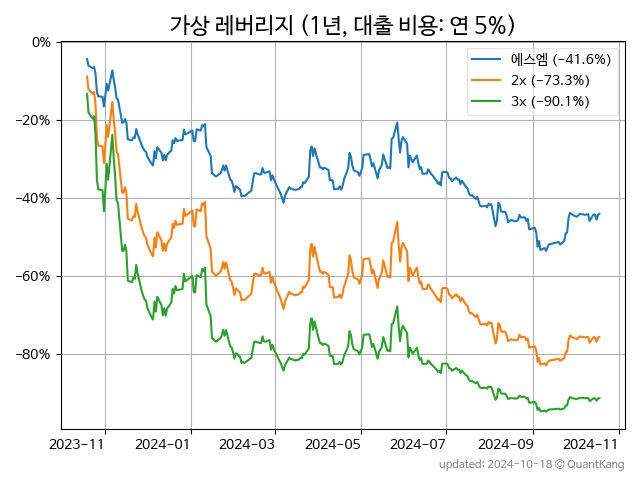 가상 레버리지 (1년, 대출 비용: 연 5%)
0%
−20%
−40%
−60%
−80%
에스엠 (−41.6%)
2x (−73.3%)
3x (−90.1%)
2023−11 2024−01 2024−03 2024−05 2024−07 2024−09 2024−11
updated: 2024-10-18 © QuantKang